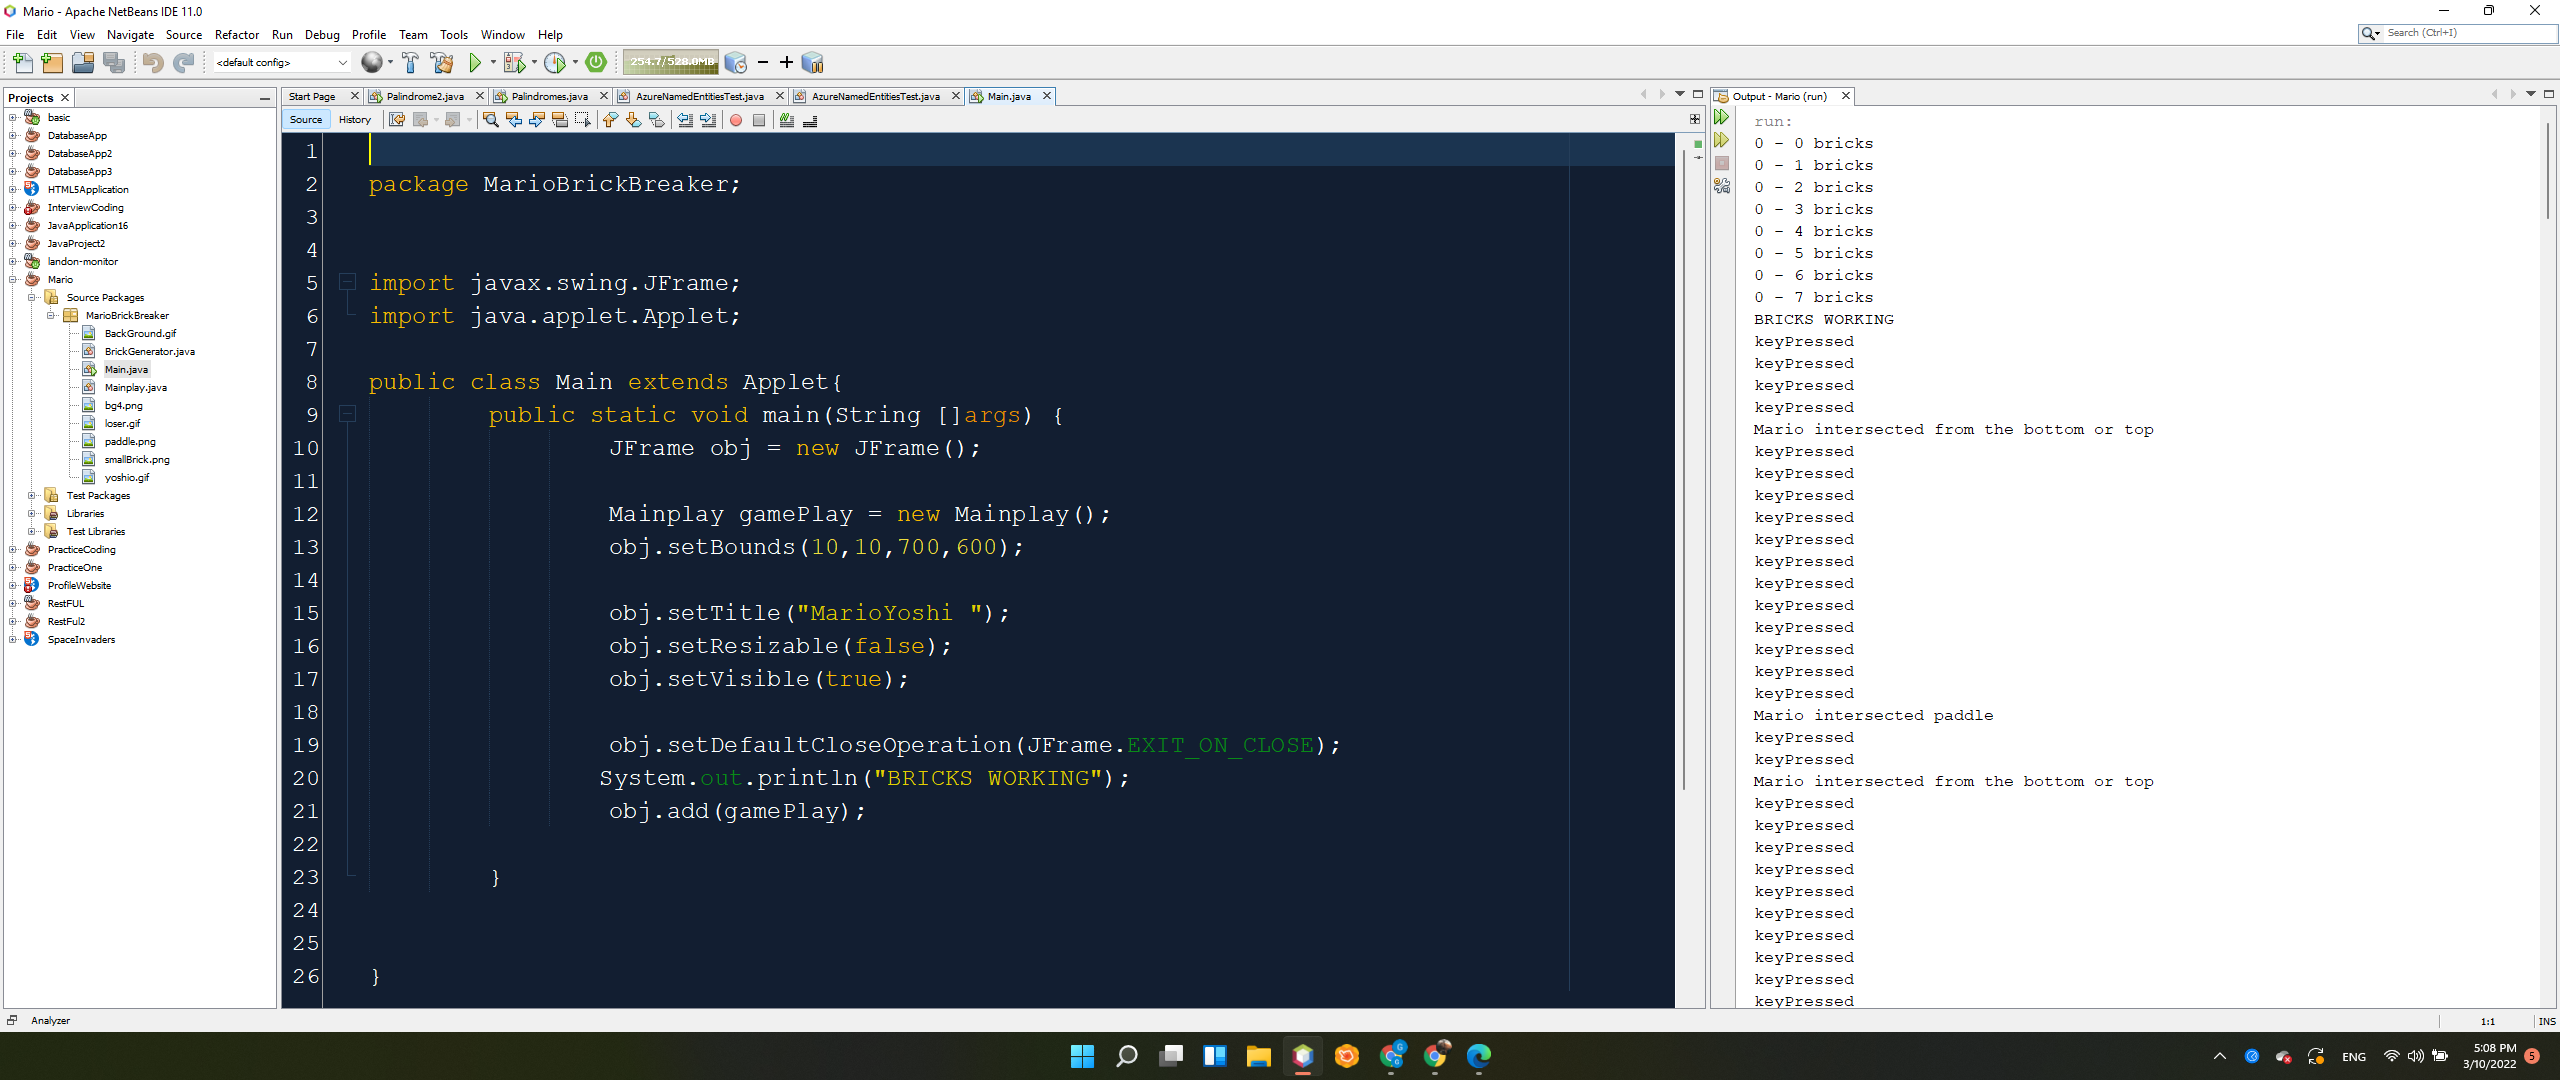 Mario - Apache NetBeans IDE 11.0
File Edit View Navigate Source Refactor Run Debug Profile Team Tools Window Help
Search (Ctrl+I)
<default config>
254.7/528.0MB
Projects
basic
DatabaseApp
DatabaseApp2
DatabaseApp3
HTML5Application
InterviewCoding
JavaApplication16
JavaProject2
landon-monitor
Mario
Source Packages
MarioBrickBreaker
BackGround.gif
BrickGenerator.java
Main.java
Mainplay.java
bg4.png
loser.gif
paddle.png
smallBrick.png
yoshio.gif
Test Packages
Libraries
Test Libraries
PracticeCoding
PracticeOne
ProfileWebsite
RestFUL
RestFul2
SpaceInvaders
Start Page Palindrome2.java Palindromes.java AzureNamedEntitiesTest.java AzureNamedEntitiesTest.java Main.java
Source History
1
2 package MarioBrickBreaker;
3
4
5 import javax.swing.JFrame;
6 import java.applet.Applet;
7
8 public class Main extends Applet{
9 public static void main(String []args) {
10 JFrame obj = new JFrame();
11
12 Mainplay gamePlay = new Mainplay();
13 obj.setBounds(10,10,700,600);
14
15 obj.setTitle("MarioYoshi ");
16 obj.setResizable(false);
17 obj.setVisible(true);
18
19 obj.setDefaultCloseOperation(JFrame.EXIT_ON_CLOSE);
20 System.out.println("BRICKS WORKING");
21 obj.add(gamePlay);
22
23 }
24
25
26 }
Output - Mario (run)
run:
0 - 0 bricks
0 - 1 bricks
0 - 2 bricks
0 - 3 bricks
0 - 4 bricks
0 - 5 bricks
0 - 6 bricks
0 - 7 bricks
BRICKS WORKING
keyPressed
keyPressed
keyPressed
keyPressed
Mario intersected from the bottom or top
keyPressed
keyPressed
keyPressed
keyPressed
keyPressed
keyPressed
keyPressed
keyPressed
keyPressed
keyPressed
keyPressed
keyPressed
Mario intersected paddle
keyPressed
keyPressed
Mario intersected from the bottom or top
keyPressed
keyPressed
keyPressed
keyPressed
keyPressed
keyPressed
keyPressed
keyPressed
keyPressed
keyPressed
Analyzer
1:1 INS
ENG
5:08 PM
3/10/2022
5